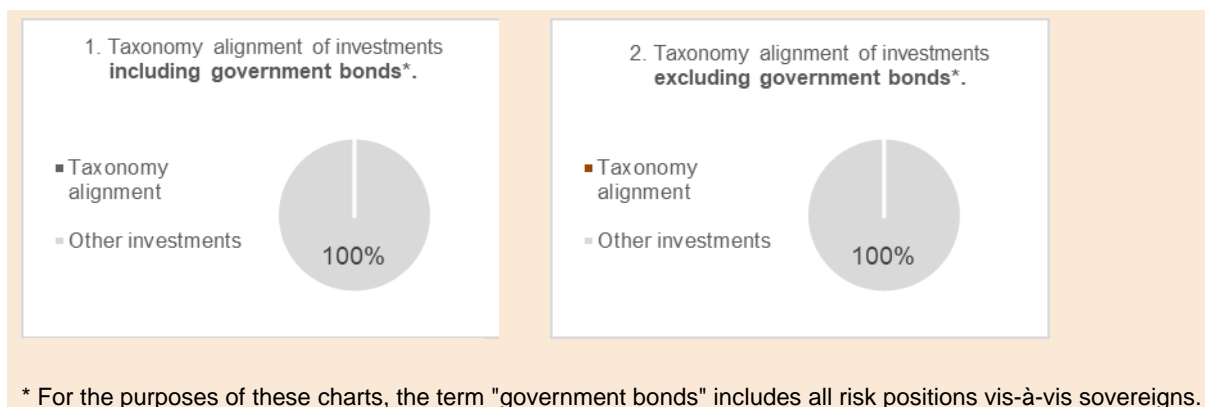 1. Taxonomy alignment of investments
including government bonds*.
Taxonomy
alignment
Other investments
100%
2. Taxonomy alignment of investments
excluding government bonds*.
Taxonomy
alignment
Other investments
100%
* For the purposes of these charts, the term "government bonds" includes all risk positions vis-à-vis sovereigns.